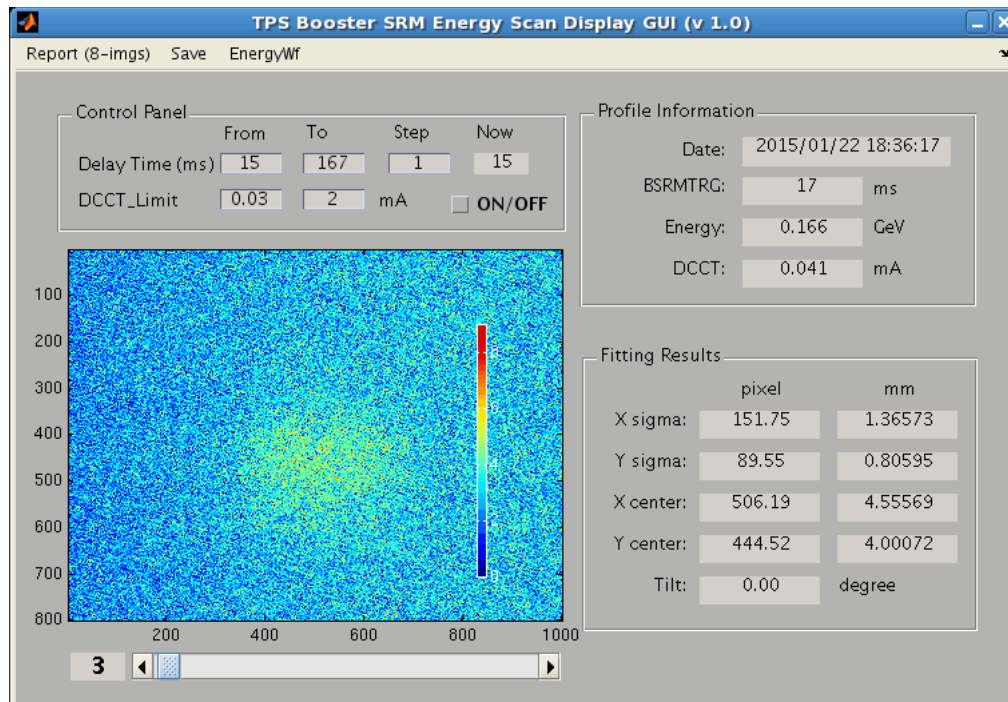 TPS Booster SRM Energy Scan Display GUI (v 1.0)
Report (8-imgs) Save EnergyWf
Control Panel
From To Step Now
Delay Time (ms) 15 167 1 15
DCCT_Limit 0.03 2 mA ON/OFF
Profile Information
Date: 2015/01/22 18:36:17
BSRMTRG: 17 ms
Energy: 0.166 GeV
DCCT: 0.041 mA
100
200
300
400
500
600
700
800
200 400 600 800 1000
8
6
4
2
0
3
Fitting Results
pixel mm
X sigma: 151.75 1.36573
Y sigma: 89.55 0.80595
X center: 506.19 4.55569
Y center: 444.52 4.00072
Tilt: 0.00 degree